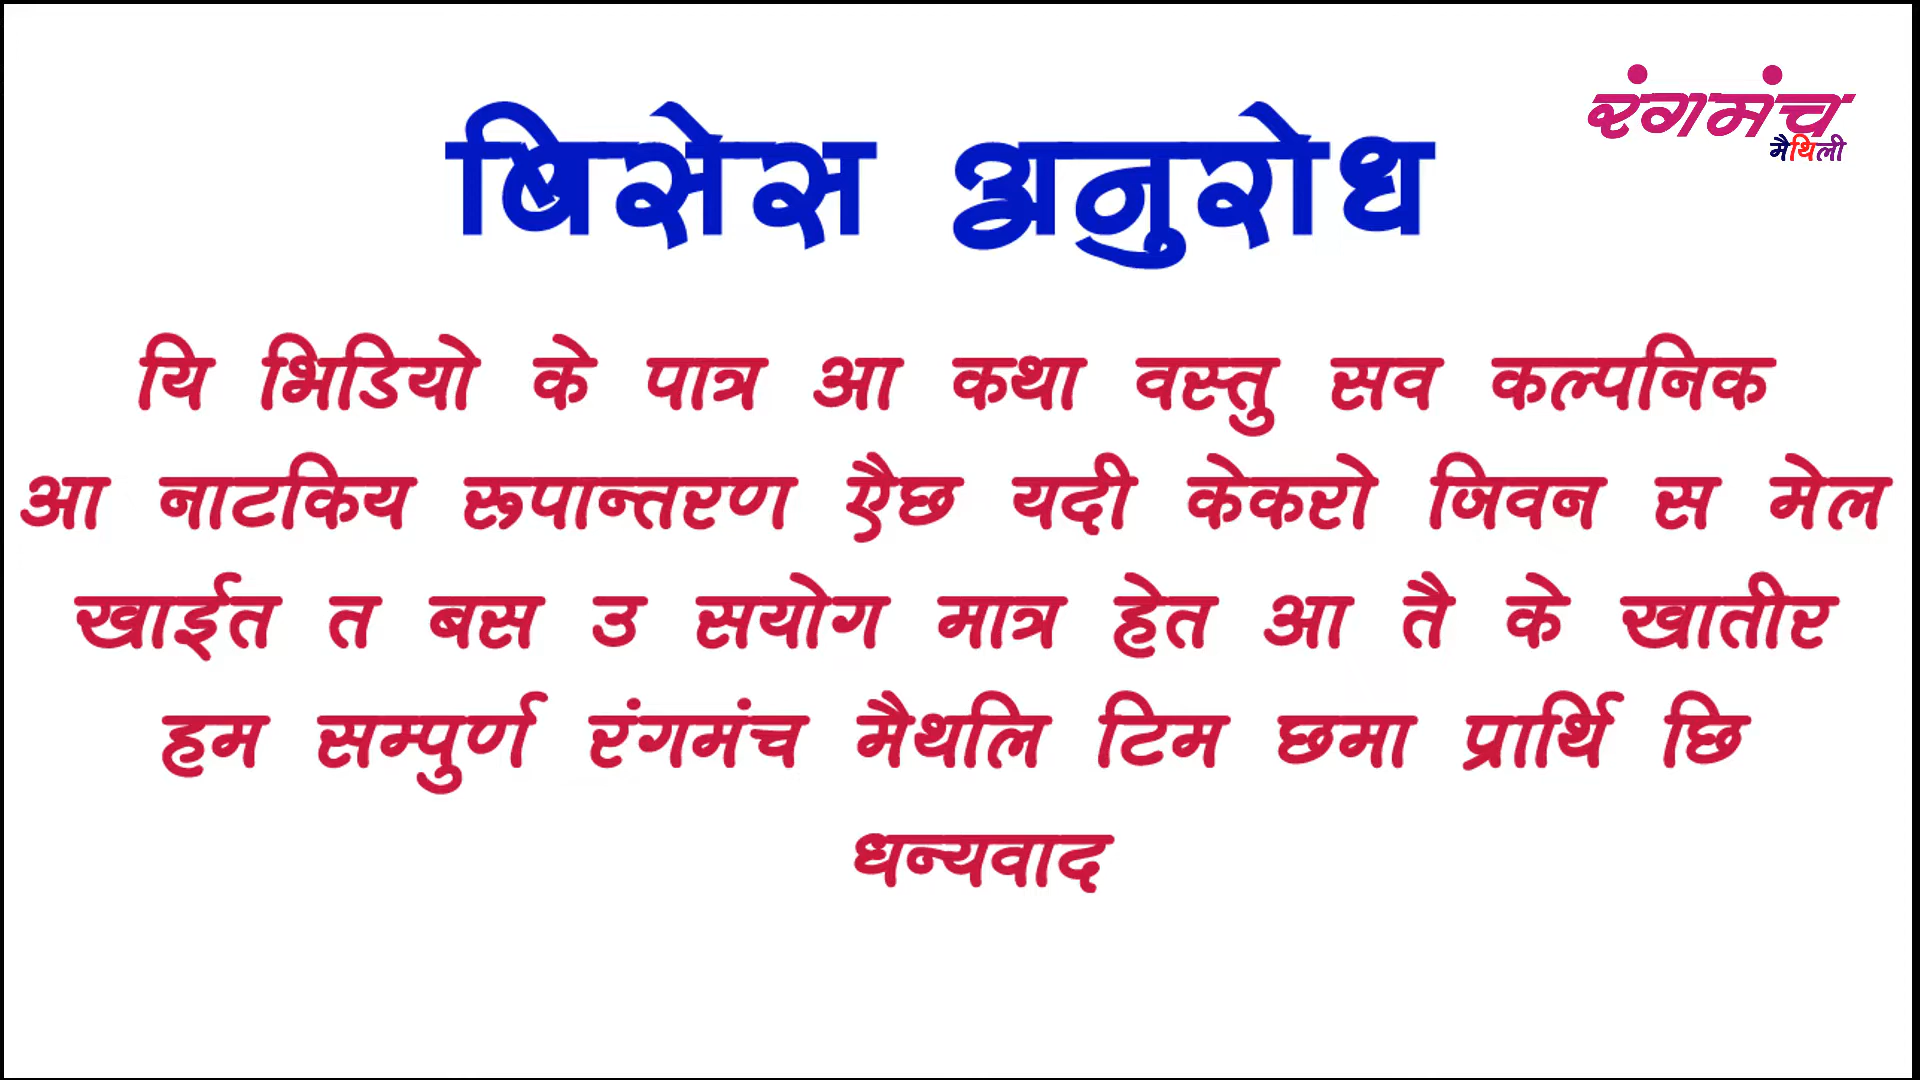 रंगमंच
मैथिली
बिसेस अनुरोध
यि भिडियो के पात्र आ कथा वस्तु सव कल्पनिक
आ नाटकिय रूपान्तरण एैछ यदी केकरो जिवन स मेल
खाईत त बस उ सयोग मात्र हेत आ तै के खातीर
हम सम्पुर्ण रंगमंच मैथलि टिम छमा प्रार्थि छि
धन्यवाद